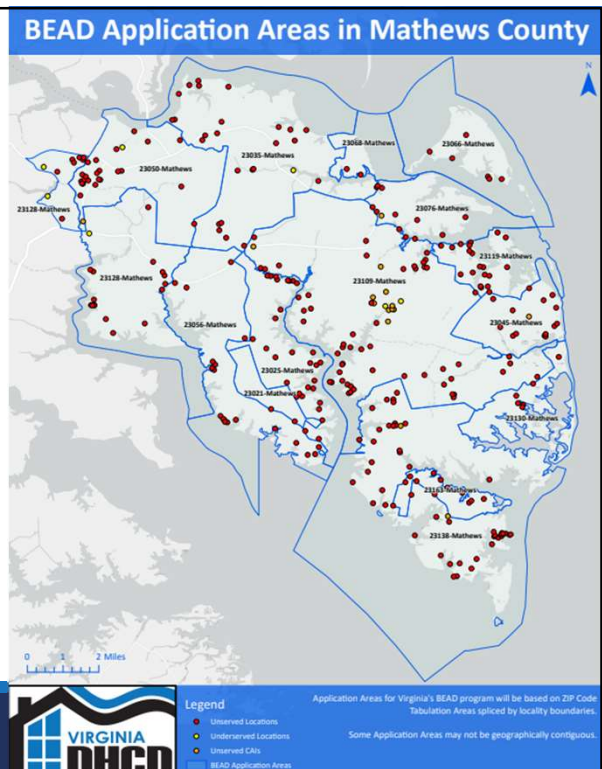 BEAD Application Areas in Mathews County
N
23068-Mathews
23066-Mathews
23035-Mathews
23050-Mathews
23128-Mathews
23076-Mathews
23119-Mathews
23128-Mathews
23109-Mathews
23056-Mathews
23045-Mathews
23025-Mathews
23021-Mathews
23130-Mathews
23163-Mathews
23138-Mathews
0 1 2 Miles
Legend
Unserved Locations
Underserved Locations
Unserved CAIs
BEAD Application Areas
Application Areas for Virginia's BEAD program will be based on ZIP Code
Tabulation Areas spliced by locality boundaries.
Some Application Areas may not be geographically contiguous.
VIRGINIA
DHCD